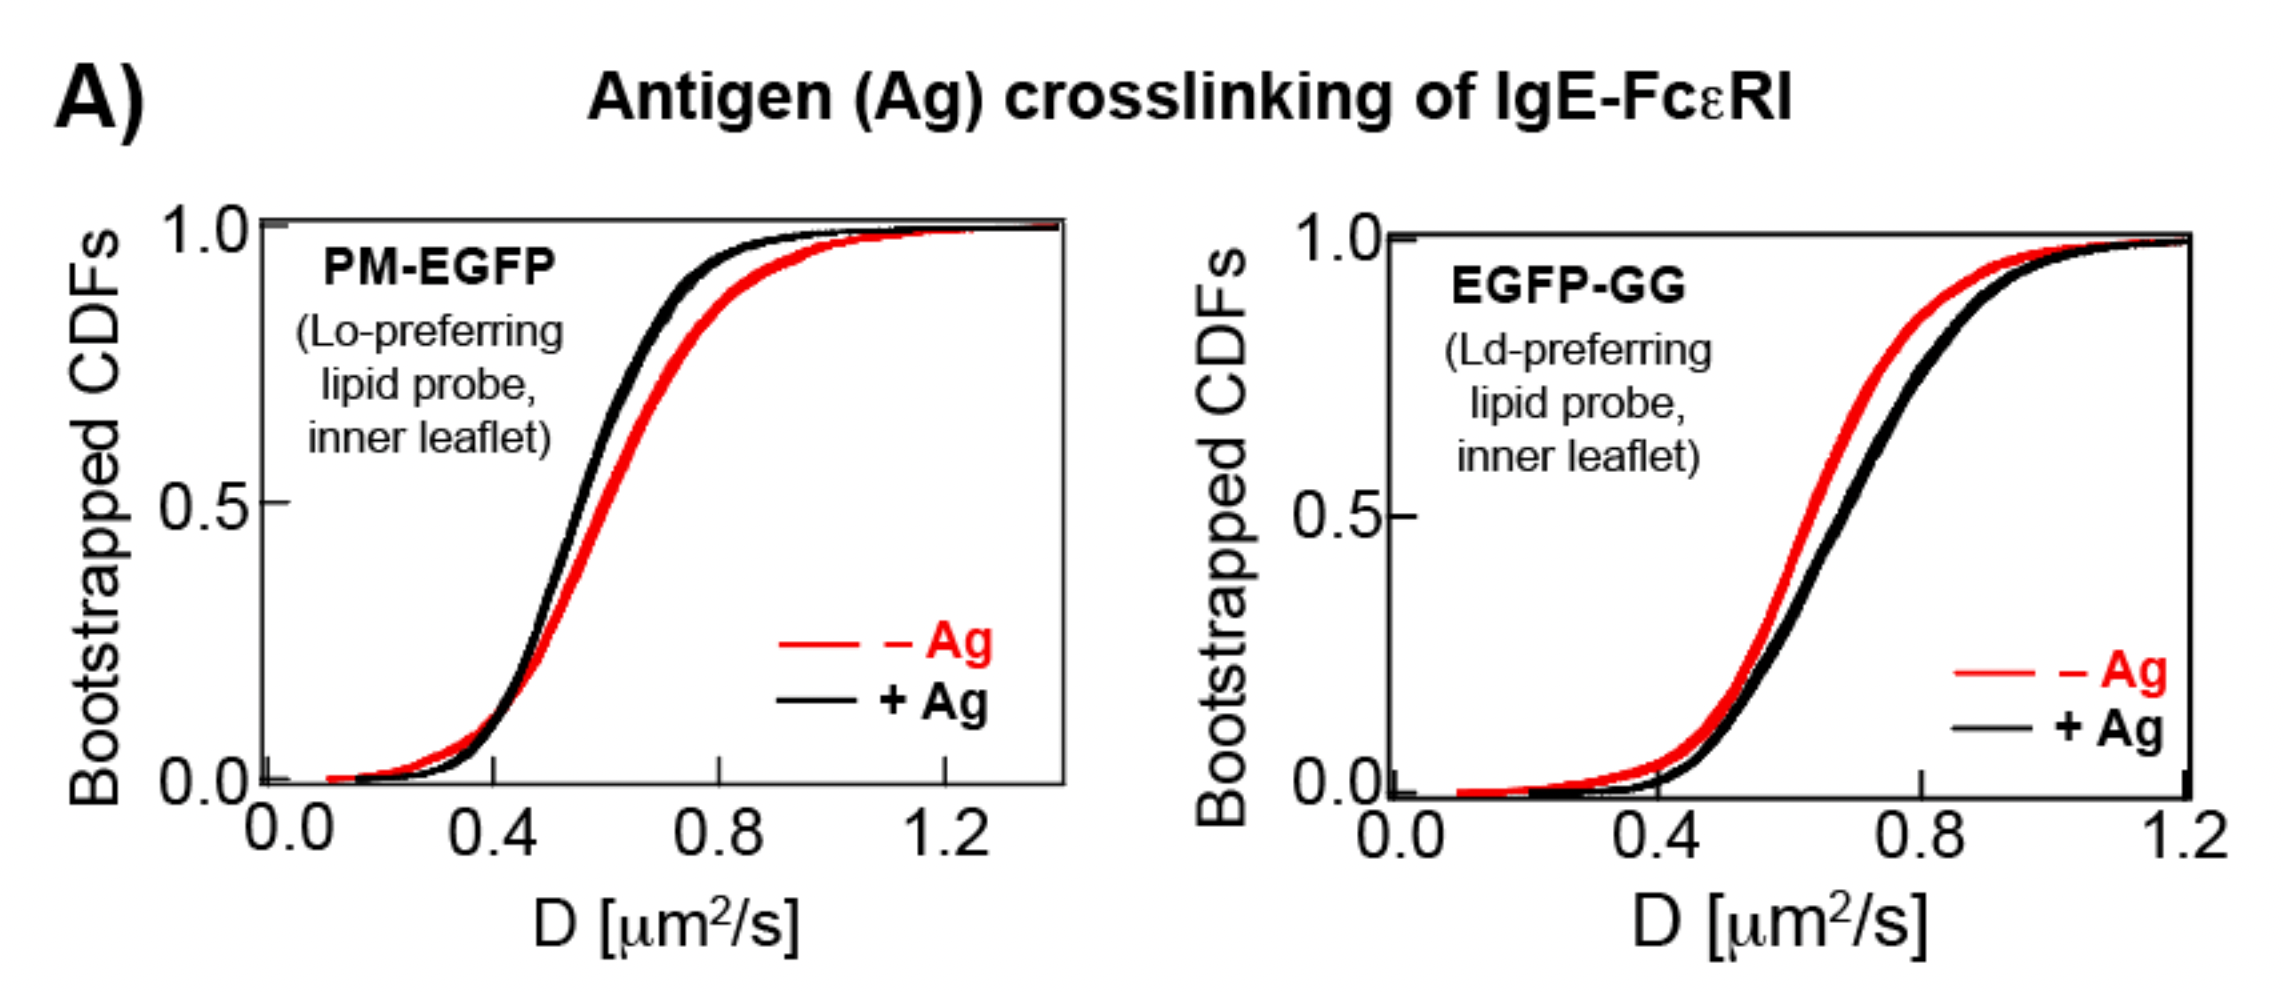 A)
Antigen (Ag) crosslinking of IgE-FcεRI
Bootstrapped CDFs
1.0
0.5
0.0
PM-EGFP
(Lo-preferring
lipid probe,
inner leaflet)
– Ag
+ Ag
0.0 0.4 0.8 1.2
D [μm²/s]
Bootstrapped CDFs
1.0
0.5
0.0
EGFP-GG
(Ld-preferring
lipid probe,
inner leaflet)
– Ag
+ Ag
0.0 0.4 0.8 1.2
D [μm²/s]